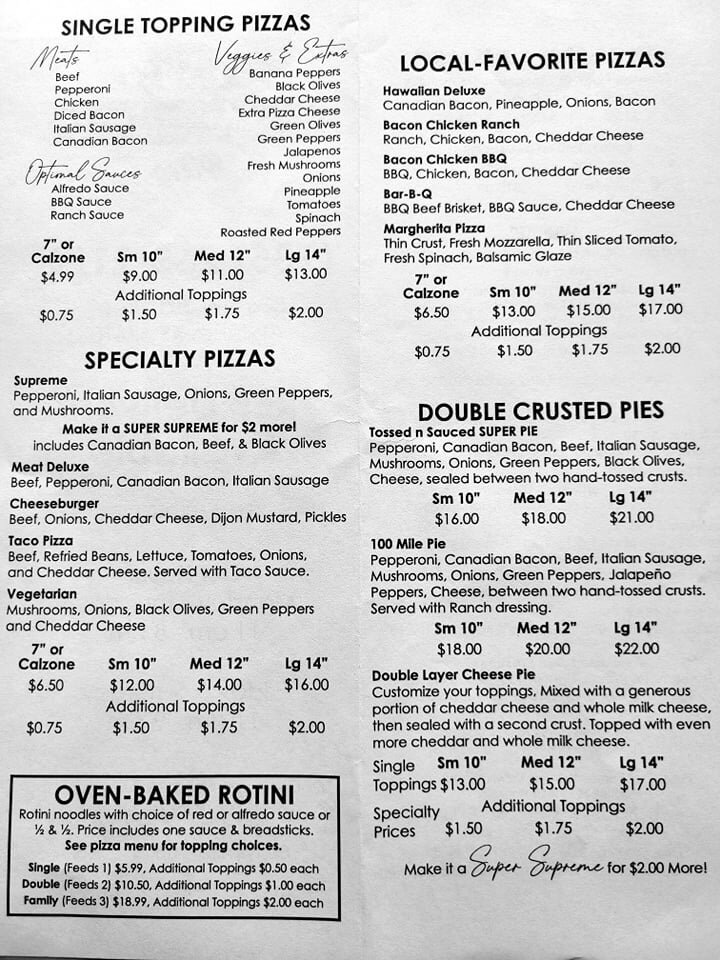 SINGLE TOPPING PIZZAS
Meats
Beef
Pepperoni
Chicken
Diced Bacon
Italian Sausage
Canadian Bacon
Optimal Sauces
Alfredo Sauce
BBQ Sauce
Ranch Sauce
Veggies & Extras
Banana Peppers
Black Olives
Cheddar Cheese
Extra Pizza Cheese
Green Olives
Green Peppers
Jalapenos
Fresh Mushrooms
Onions
Pineapple
Tomatoes
Spinach
Roasted Red Peppers
7" or
Calzone Sm 10" Med 12" Lg 14"
$4.99 $9.00 $11.00 $13.00
Additional Toppings
$0.75 $1.50 $1.75 $2.00
SPECIALTY PIZZAS
Supreme
Pepperoni, Italian Sausage, Onions, Green Peppers,
and Mushrooms.
Make it a SUPER SUPREME for $2 more!
includes Canadian Bacon, Beef, & Black Olives
Meat Deluxe
Beef, Pepperoni, Canadian Bacon, Italian Sausage
Cheeseburger
Beef, Onions, Cheddar Cheese, Dijon Mustard, Pickles
Taco Pizza
Beef, Refried Beans, Lettuce, Tomatoes, Onions,
and Cheddar Cheese. Served with Taco Sauce.
Vegetarian
Mushrooms, Onions, Black Olives, Green Peppers
and Cheddar Cheese
7" or
Calzone Sm 10" Med 12" Lg 14"
$6.50 $12.00 $14.00 $16.00
Additional Toppings
$0.75 $1.50 $1.75 $2.00
OVEN-BAKED ROTINI
Rotini noodles with choice of red or alfredo sauce or
½ & ½. Price includes one sauce & breadsticks.
See pizza menu for topping choices.
Single (Feeds 1) $5.99, Additional Toppings $0.50 each
Double (Feeds 2) $10.50, Additional Toppings $1.00 each
Family (Feeds 3) $18.99, Additional Toppings $2.00 each
LOCAL-FAVORITE PIZZAS
Hawaiian Deluxe
Canadian Bacon, Pineapple, Onions, Bacon
Bacon Chicken Ranch
Ranch, Chicken, Bacon, Cheddar Cheese
Bacon Chicken BBQ
BBQ, Chicken, Bacon, Cheddar Cheese
Bar-B-Q
BBQ Beef Brisket, BBQ Sauce, Cheddar Cheese
Margherita Pizza
Thin Crust, Fresh Mozzarella, Thin Sliced Tomato,
Fresh Spinach, Balsamic Glaze
7" or
Calzone Sm 10" Med 12" Lg 14"
$6.50 $13.00 $15.00 $17.00
Additional Toppings
$0.75 $1.50 $1.75 $2.00
DOUBLE CRUSTED PIES
Tossed n Sauced SUPER PIE
Pepperoni, Canadian Bacon, Beef, Italian Sausage,
Mushrooms, Onions, Green Peppers, Black Olives,
Cheese, sealed between two hand-tossed crusts.
Sm 10" Med 12" Lg 14"
$16.00 $18.00 $21.00
100 Mile Pie
Pepperoni, Canadian Bacon, Beef, Italian Sausage,
Mushrooms, Onions, Green Peppers, Jalapeño
Peppers, Cheese, between two hand-tossed crusts.
Served with Ranch dressing.
Sm 10" Med 12" Lg 14"
$18.00 $20.00 $22.00
Double Layer Cheese Pie
Customize your toppings, Mixed with a generous
portion of cheddar cheese and whole milk cheese,
then sealed with a second crust. Topped with even
more cheddar and whole milk cheese.
Single Sm 10" Med 12" Lg 14"
Toppings $13.00 $15.00 $17.00
Specialty Additional Toppings
Prices $1.50 $1.75 $2.00
Make it a Super Supreme for $2.00 More!